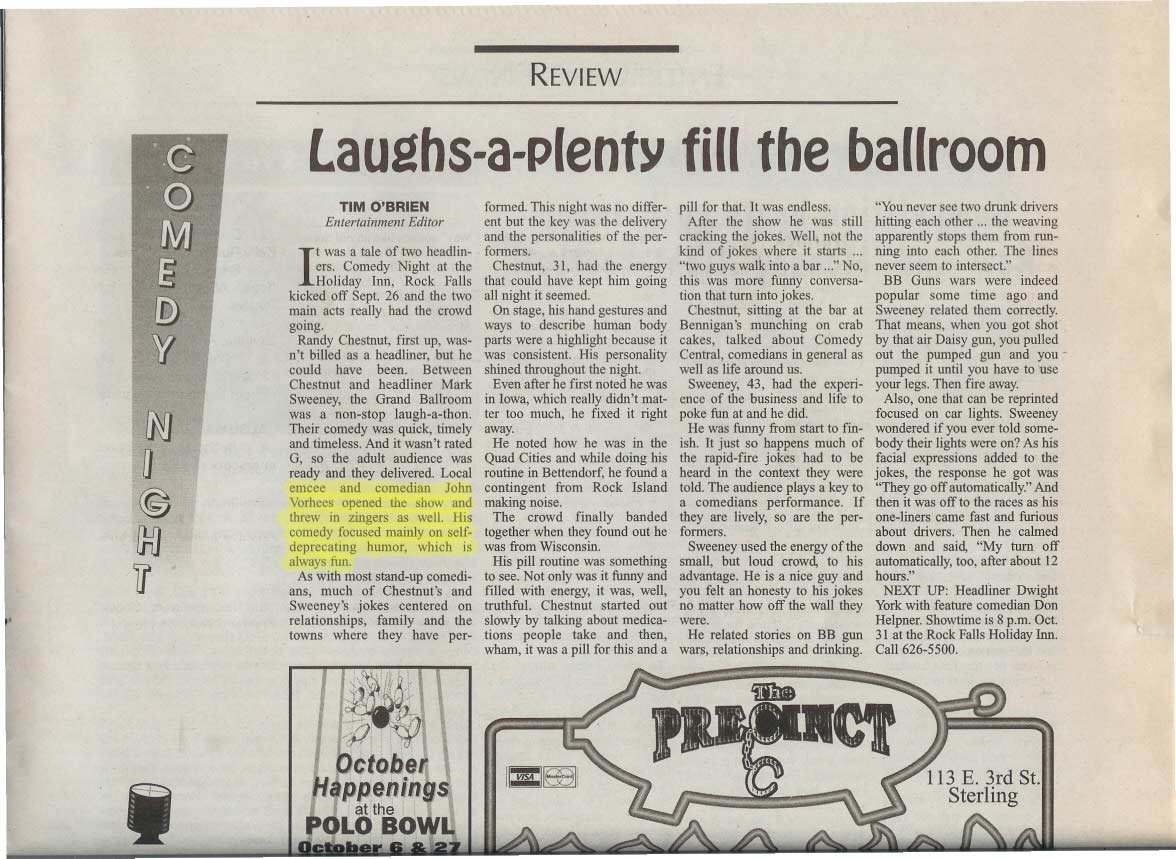 REVIEW
Laughs-a-plenty fill the ballroom
COMEDY NIGHT
TIM O'BRIEN
Entertainment Editor
It was a tale of two headlin-
ers. Comedy Night at the
Holiday Inn, Rock Falls
kicked off Sept. 26 and the two
main acts really had the crowd
going.
Randy Chestnut, first up, was-
n't billed as a headliner, but he
could have been. Between
Chestnut and headliner Mark
Sweeney, the Grand Ballroom
was a non-stop laugh-a-thon.
Their comedy was quick, timely
and timeless. And it wasn't rated
G, so the adult audience was
ready and they delivered. Local
emcee and comedian John
Vorhees opened the show and
threw in zingers as well. His
comedy focused mainly on self-
deprecating humor, which is
always fun.
As with most stand-up comedi-
ans, much of Chestnut's and
Sweeney's jokes centered on
relationships, family and the
towns where they have per-
formed. This night was no differ-
ent but the key was the delivery
and the personalities of the per-
formers.
Chestnut, 31, had the energy
that could have kept him going
all night it seemed.
On stage, his hand gestures and
ways to describe human body
parts were a highlight because it
was consistent. His personality
shined throughout the night.
Even after he first noted he was
in Iowa, which really didn't mat-
ter too much, he fixed it right
away.
He noted how he was in the
Quad Cities and while doing his
routine in Bettendorf, he found a
contingent from Rock Island
making noise.
The crowd finally banded
together when they found out he
was from Wisconsin.
His pill routine was something
to see. Not only was it funny and
filled with energy, it was, well,
truthful. Chestnut started out
slowly by talking about medica-
tions people take and then,
wham, it was a pill for this and a
pill for that. It was endless.
After the show he was still
cracking the jokes. Well, not the
kind of jokes where it starts ...
"two guys walk into a bar ..." No,
this was more funny conversa-
tion that turn into jokes.
Chestnut, sitting at the bar at
Bennigan's munching on crab
cakes, talked about Comedy
Central, comedians in general as
well as life around us.
Sweeney, 43, had the experi-
ence of the business and life to
poke fun at and he did.
He was funny from start to fin-
ish. It just so happens much of
the rapid-fire jokes had to be
heard in the context they were
told. The audience plays a key to
a comedians performance. If
they are lively, so are the per-
formers.
Sweeney used the energy of the
small, but loud crowd, to his
advantage. He is a nice guy and
you felt an honesty to his jokes
no matter how off the wall they
were.
He related stories on BB gun
wars, relationships and drinking.
"You never see two drunk drivers
hitting each other ... the weaving
apparently stops them from run-
ning into each other. The lines
never seem to intersect."
BB Guns wars were indeed
popular some time ago and
Sweeney related them correctly.
That means, when you got shot
by that air Daisy gun, you pulled
out the pumped gun and you
pumped it until you have to use
your legs. Then fire away.
Also, one that can be reprinted
focused on car lights. Sweeney
wondered if you ever told some-
body their lights were on? As his
facial expressions added to the
jokes, the response he got was
"They go off automatically." And
then it was off to the races as his
one-liners came fast and furious
about drivers. Then he calmed
down and said, "My turn off
automatically, too, after about 12
hours."
NEXT UP: Headliner Dwight
York with feature comedian Don
Helpner. Showtime is 8 p.m. Oct.
31 at the Rock Falls Holiday Inn.
Call 626-5500.
October
Happenings
at the
POLO BOWL
October 6 & 27
The
PRECINCT
VISA
MasterCard
113 E. 3rd St.
Sterling